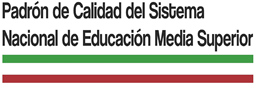 Padrón de Calidad del Sistema
Nacional de Educación Media Superior